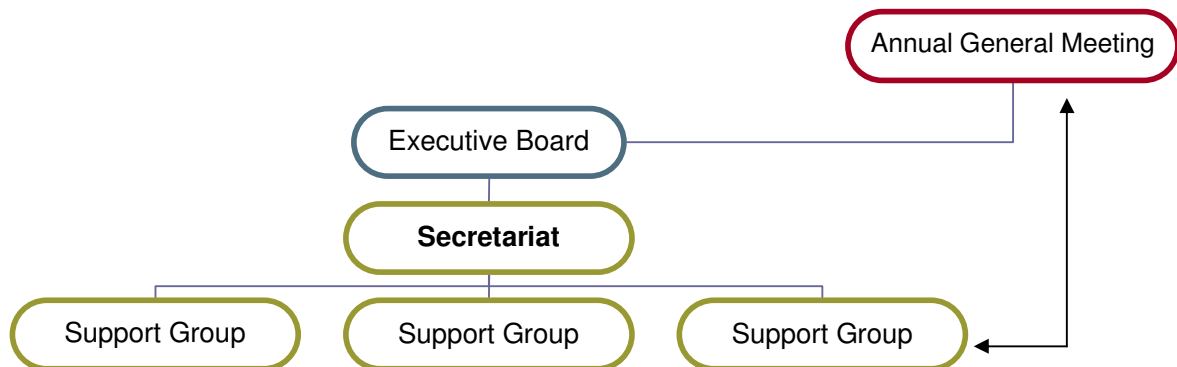 Annual General Meeting
Executive Board
Secretariat
Support Group
Support Group
Support Group